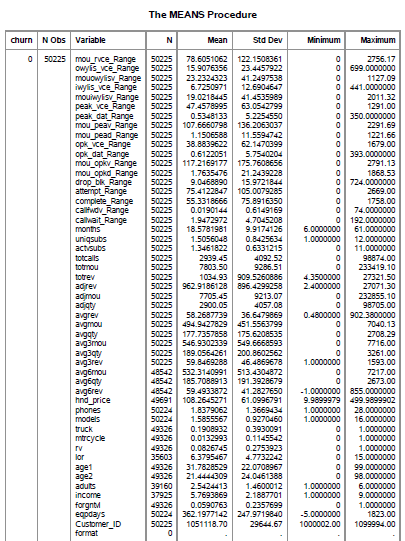 The MEANS Procedure
churn N Obs Variable N Mean Std Dev Minimum Maximum
0 50225 mou_rvce_Range 50225 78.6051062 122.1508361 0 2756.17
owylis_vce_Range 50225 15.9076356 23.4457922 0 699.0000000
mouowylisv_Range 50225 23.2324323 41.2497538 0 1127.09
iwylis_vce_Range 50225 6.7250971 12.6904647 0 441.0000000
mouiwylisv_Range 50225 19.0218445 41.4535989 0 2011.32
peak_vce_Range 50225 47.4578995 63.0542799 0 1291.00
peak_dat_Range 50225 0.5348133 5.2254550 0 350.0000000
mou_peav_Range 50225 107.6660798 136.2063037 0 2291.69
mou_pead_Range 50225 1.1506588 11.5594742 0 1221.66
opk_vce_Range 50225 38.8839622 62.1470399 0 1679.00
opk_dat_Range 50225 0.6122051 5.7540204 0 393.0000000
mou_opkv_Range 50225 117.2169177 175.7608656 0 2791.13
mou_opkd_Range 50225 1.7635476 21.2439228 0 1868.53
drop_blk_Range 50225 9.0468890 15.9721844 0 724.0000000
attempt_Range 50225 75.4122847 105.0079285 0 2669.00
complete_Range 50225 55.3318666 75.8916350 0 1758.00
callfwdv_Range 50225 0.0190144 0.6149169 0 74.0000000
callwait_Range 50225 1.9472972 4.7045208 0 192.0000000
months 50225 18.5781981 9.9174126 6.0000000 61.0000000
uniqsubs 50225 1.5056048 0.8425634 1.0000000 12.0000000
actvsubs 50225 1.3461822 0.6331215 0 11.0000000
totcalls 50225 2939.45 4092.52 0 98874.00
totmou 50225 7803.50 9286.51 0 233419.10
totrev 50225 1034.93 909.5260886 4.3500000 27321.50
adjrev 50225 962.9186128 896.4299258 2.4000000 27071.30
adjmou 50225 7705.45 9213.07 0 232855.10
adjqty 50225 2900.05 4057.08 0 98705.00
avgrev 50225 58.2687739 36.6479869 0.4800000 902.3800000
avgmou 50225 494.9427829 451.5563799 0 7040.13
avgqty 50225 177.7357858 175.6208535 0 2708.29
avg3mou 50225 546.9302339 549.6668593 0 7716.00
avg3qty 50225 189.0564261 200.8602562 0 3261.00
avg3rev 50225 59.8469288 46.4869678 1.0000000 1593.00
avg6mou 48542 532.3140991 513.4304872 0 7217.00
avg6qty 48542 185.7088913 191.3928679 0 2673.00
avg6rev 48542 59.4933872 41.2827650 -1.0000000 855.0000000
hnd_price 49691 108.2645271 61.0996791 9.9899979 499.9899902
phones 50224 1.8379062 1.3669434 1.0000000 28.0000000
models 50224 1.5855567 0.9270460 1.0000000 16.0000000
truck 49326 0.1908932 0.3930091 0 1.0000000
mtrcycle 49326 0.0132993 0.1145542 0 1.0000000
rv 49326 0.0826745 0.2753923 0 1.0000000
lor 35603 6.3795467 4.7732242 0 15.0000000
age1 49326 31.7828529 22.0708967 0 99.0000000
age2 49326 21.4444309 24.0461388 0 98.0000000
adults 39160 2.5424413 1.4600012 1.0000000 6.0000000
income 37925 5.7693869 2.1887701 1.0000000 9.0000000
forgntvl 49326 0.0590763 0.2357699 0 1.0000000
eqpdays 50224 362.1977142 247.9719840 -5.0000000 1823.00
Customer_ID 50225 1051118.70 29644.67 1000002.00 1099994.00
format 0 . . . .